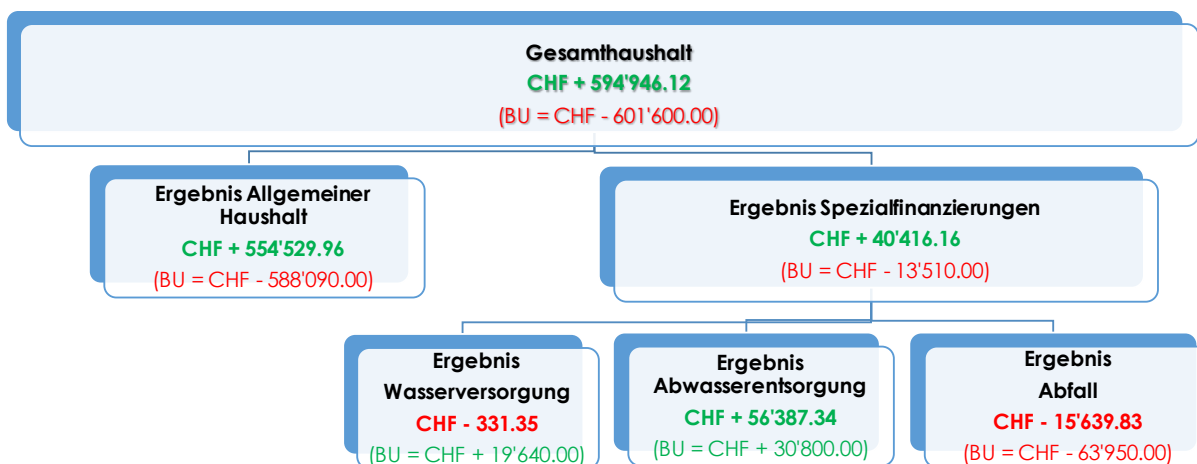 Gesamthaushalt
CHF + 594'946.12
(BU = CHF - 601'600.00)
Ergebnis Allgemeiner
Haushalt
CHF + 554'529.96
(BU = CHF - 588'090.00)
Ergebnis Spezialfinanzierungen
CHF + 40'416.16
(BU = CHF - 13'510.00)
Ergebnis
Wasserversorgung
CHF - 331.35
(BU = CHF + 19'640.00)
Ergebnis
Abwasserentsorgung
CHF + 56'387.34
(BU = CHF + 30'800.00)
Ergebnis
Abfall
CHF - 15'639.83
(BU = CHF - 63'950.00)